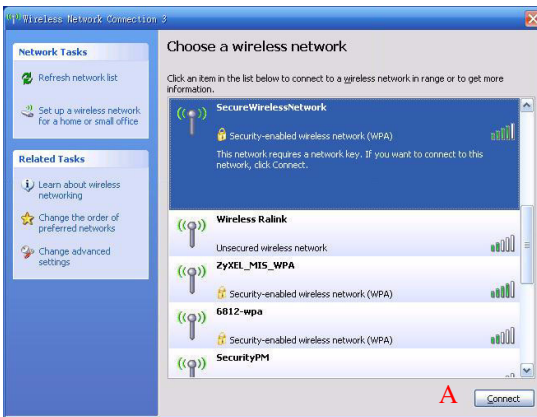 Wireless Network Connection 3
Network Tasks
Refresh network list
Set up a wireless network
for a home or small office
Related Tasks
Learn about wireless
networking
Change the order of
preferred networks
Change advanced
settings
Choose a wireless network
Click an item in the list below to connect to a wireless network in range or to get more
information.
SecureWirelessNetwork
Security-enabled wireless network (WPA)
This network requires a network key. If you want to connect to this
network, click Connect.
Wireless Ralink
Unsecured wireless network
ZyXEL_MIS_WPA
Security-enabled wireless network (WPA)
6812-wpa
Security-enabled wireless network (WPA)
SecurityPM
A
Connect